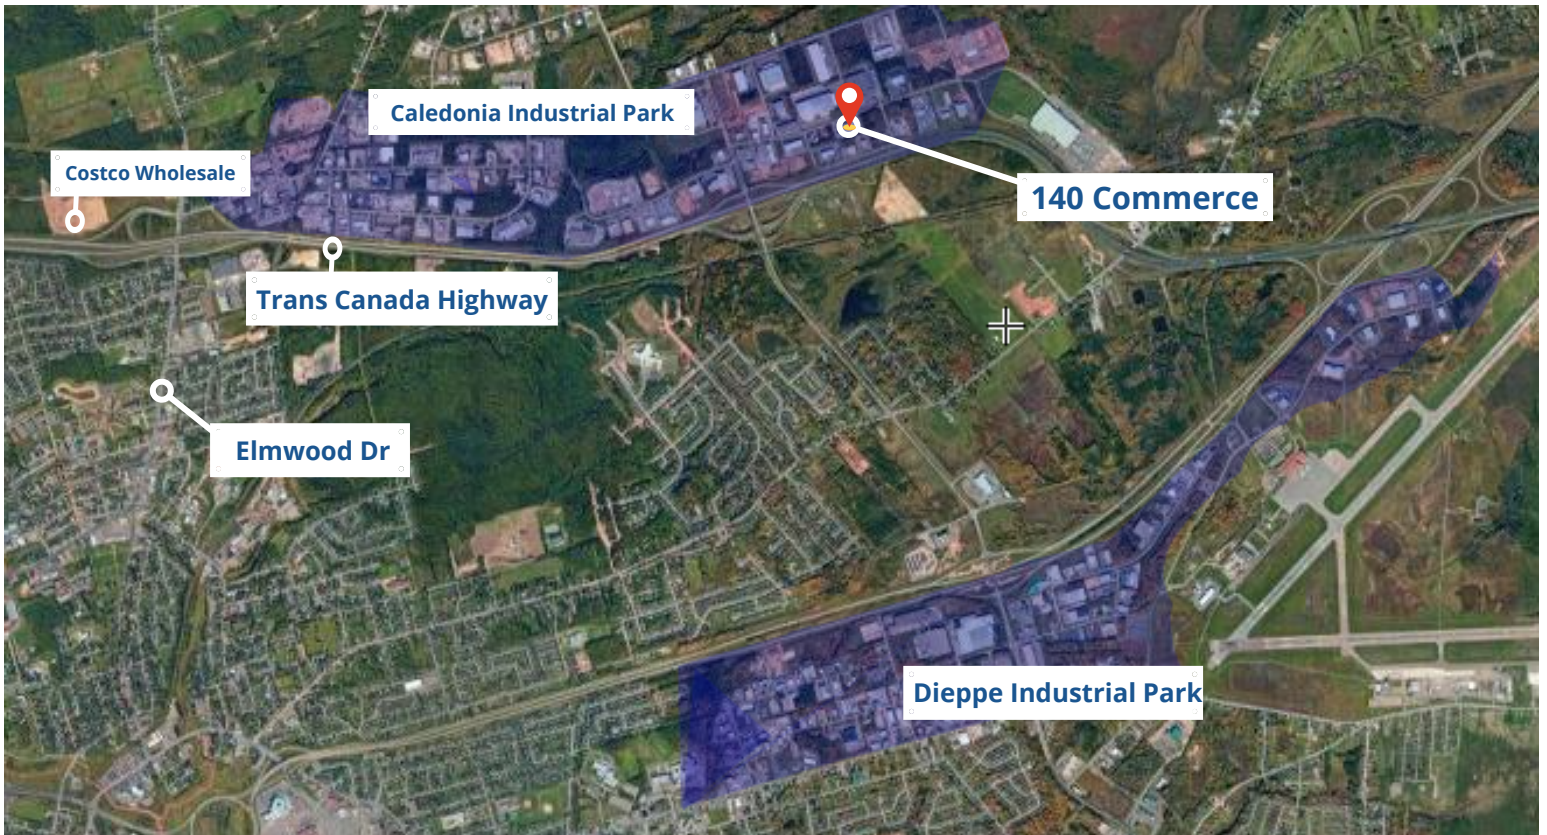 Caledonia Industrial Park
Costco Wholesale
140 Commerce
Trans Canada Highway
Elmwood Dr
Dieppe Industrial Park